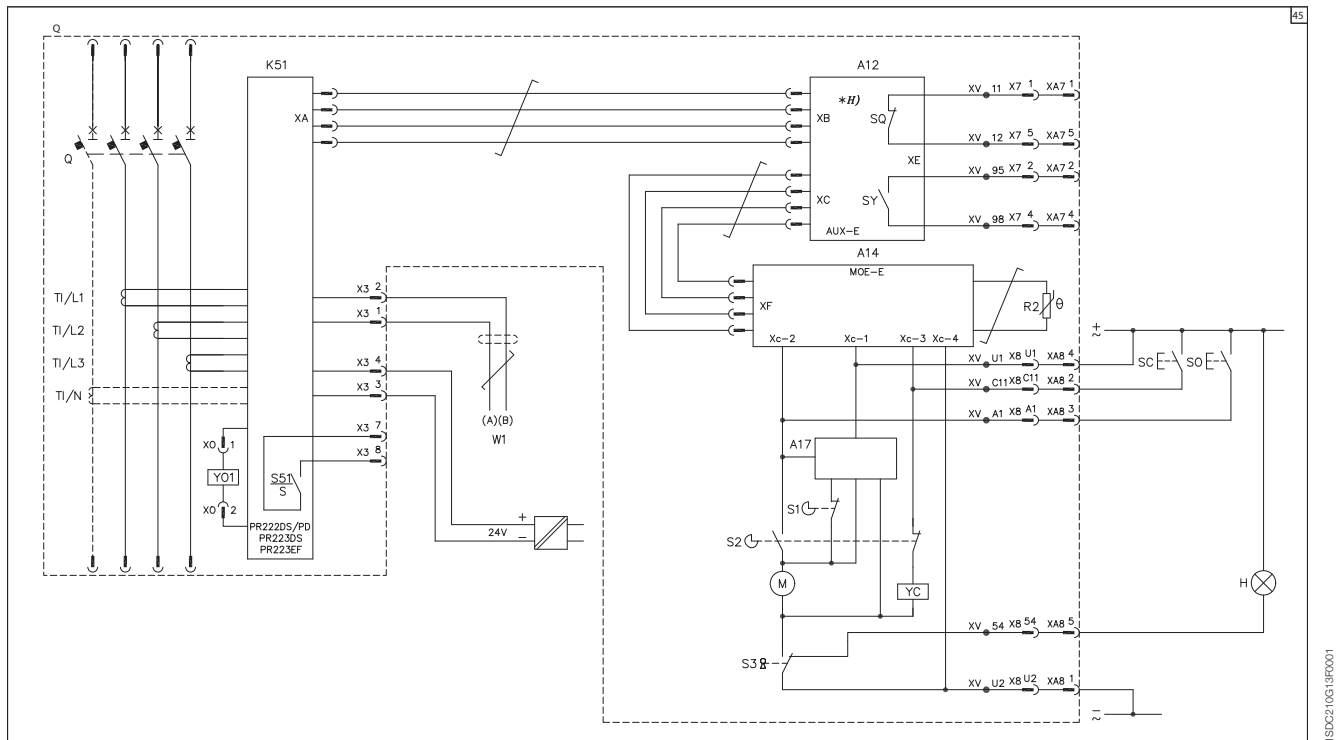 45
Q
K51
A12
XA
*H)
XB
SQ
XE
XC
SY
AUX-E
XV 11 X7 1 XA7 1
XV 12 X7 5 XA7 5
XV 95 X7 2 XA7 2
XV 98 X7 4 XA7 4
Q
A14
MOE-E
XF
R2 θ
Xc-2 Xc-1 Xc-3 Xc-4
TI/L1
TI/L2
TI/L3
TI/N
X3 2
X3 1
X3 4
X3 3
X3 7
X3 8
(A)(B)
W1
+
~
XV U1 X8 U1 XA8 4
XV C11 X8 C11 XA8 2
XV A1 X8 A1 XA8 3
SC
SO
XO 1
YO1
XO 2
S51
S
PR222DS/PD
PR223DS
PR223EF
+
24V
–
A17
S1
S2
M
YC
H
S3
XV 54 X8 54 XA8 5
XV U2 X8 U2 XA8 1
–
~
1SDC210G13F0001